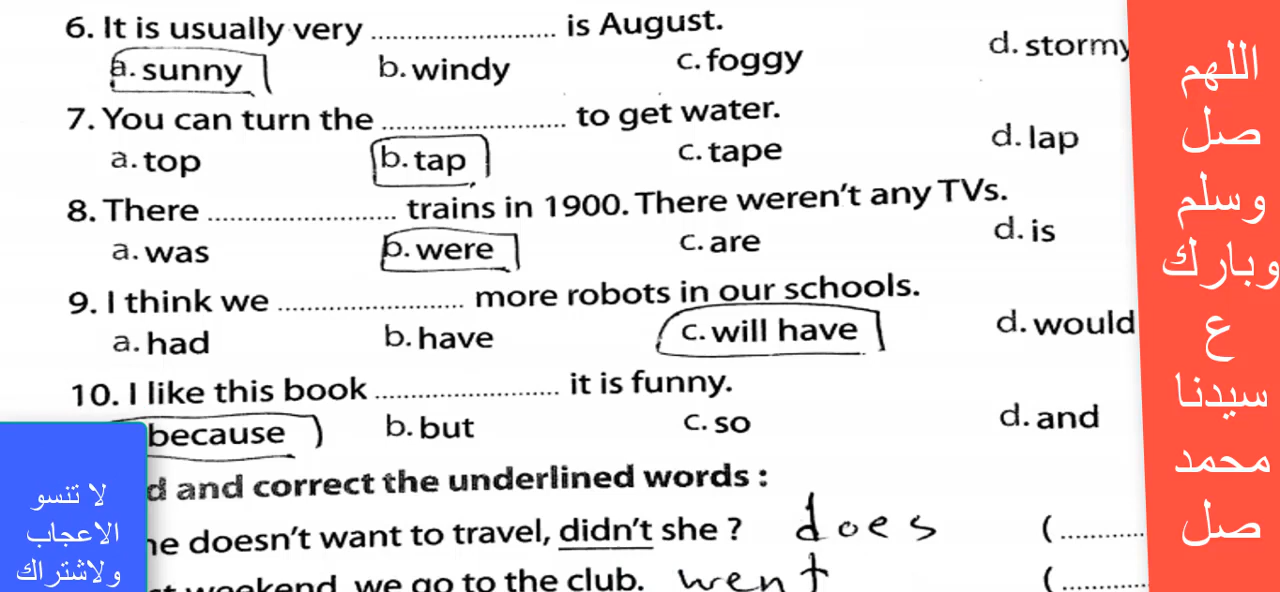 6. It is usually very ........................ is August.
a. sunny b. windy c. foggy d. stormy
7. You can turn the ........................ to get water.
a. top b. tap c. tape d. lap
8. There ........................ trains in 1900. There weren't any TVs.
a. was b. were c. are d. is
9. I think we ........................ more robots in our schools.
a. had b. have c. will have d. would
10. I like this book ........................ it is funny.
because b. but c. so d. and
d and correct the underlined words :
he doesn't want to travel, didn't she ? does (...........
weekend, we go to the club. went (...........
اللهم
صل
وسلم
وبارك
ع
سيدنا
محمد
صل
لا تنسو
الاعجاب
ولاشتراك